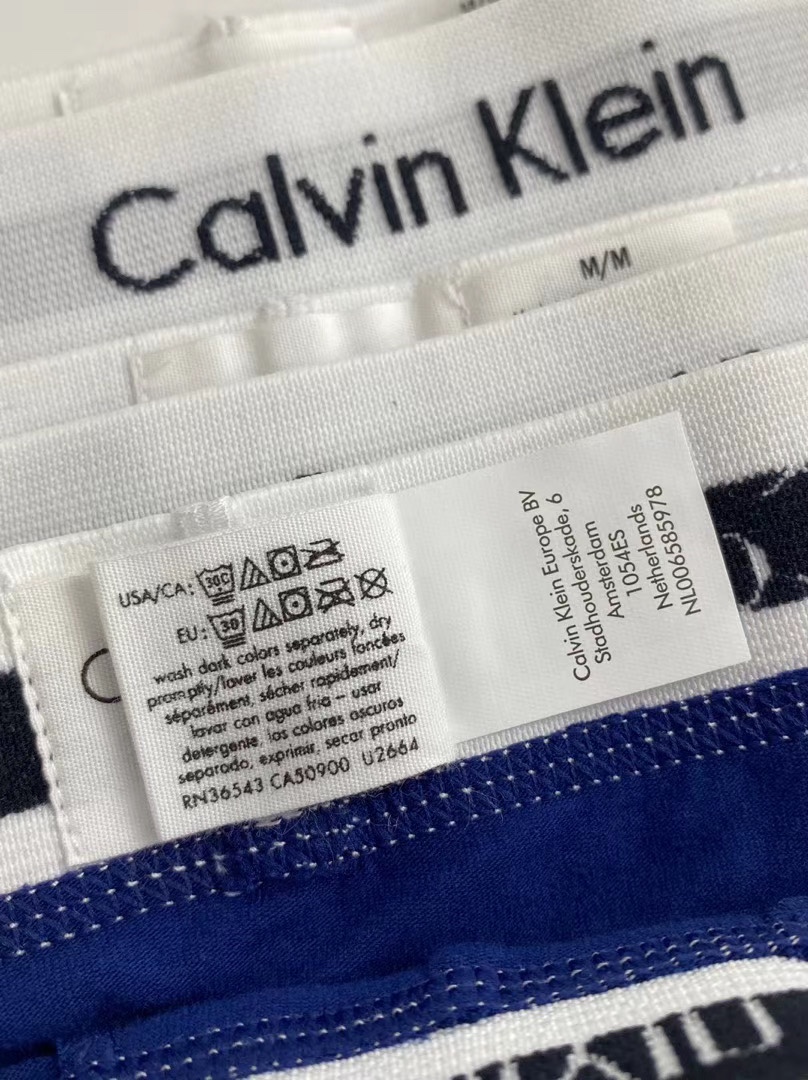 Calvin Klein
M/M
USA/CA: 30C
EU: 30
wash dark colors separately, dry
promptly/laver les couleurs foncées
séparément, sécher rapidement/
lavar con agua fria – usar
detergente, los colores oscuros
separado, exprimir, secar pronto
RN36543 CA50900 U2664
Calvin Klein Europe BV
Stadhouderskade, 6
Amsterdam
1054ES
Netherlands
NL006585978